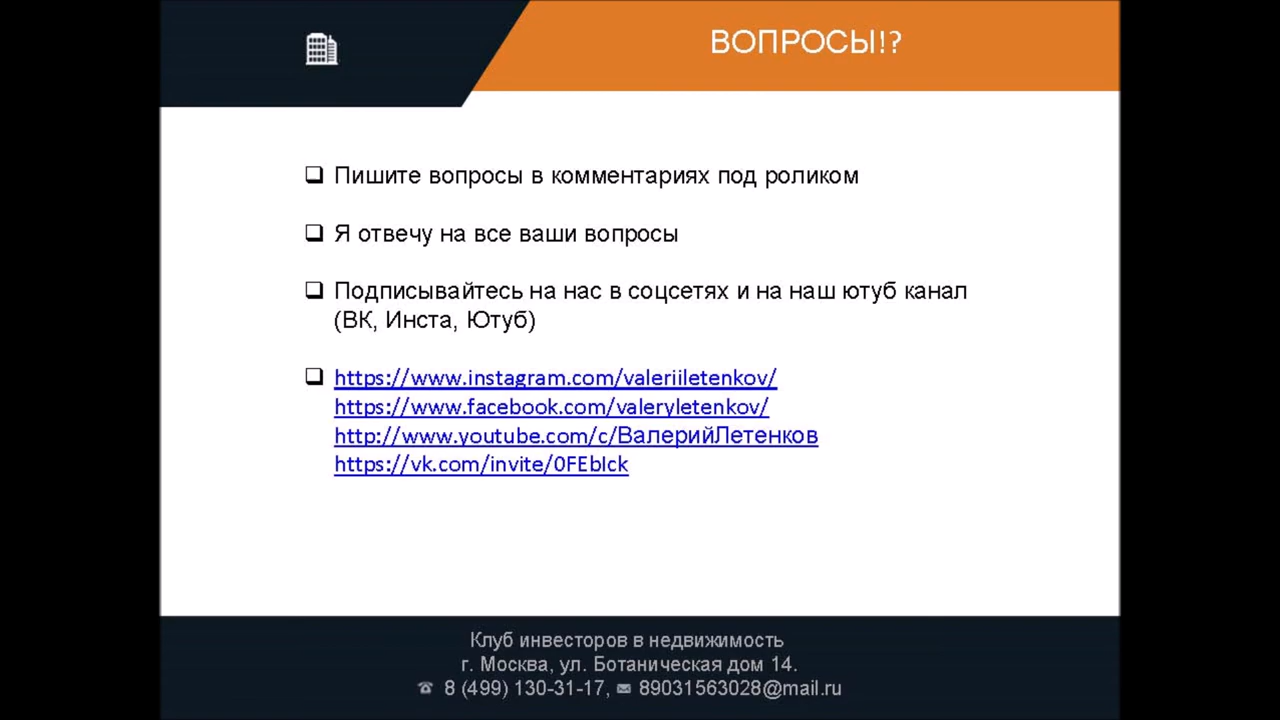 ВОПРОСЫ!?
Пишите вопросы в комментариях под роликом
Я отвечу на все ваши вопросы
Подписывайтесь на нас в соцсетях и на наш ютуб канал
(ВК, Инста, Ютуб)
https://www.instagram.com/valeriiletenkov/
https://www.facebook.com/valeryletenkov/
http://www.youtube.com/c/ВалерийЛетенков
https://vk.com/invite/0FEbIck
Клуб инвесторов в недвижимость
г. Москва, ул. Ботаническая дом 14.
8 (499) 130-31-17, 89031563028@mail.ru